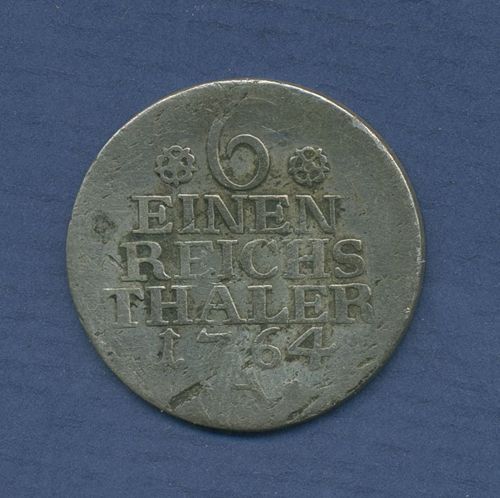 6
EINEN
REICHS
THALER
1764
A